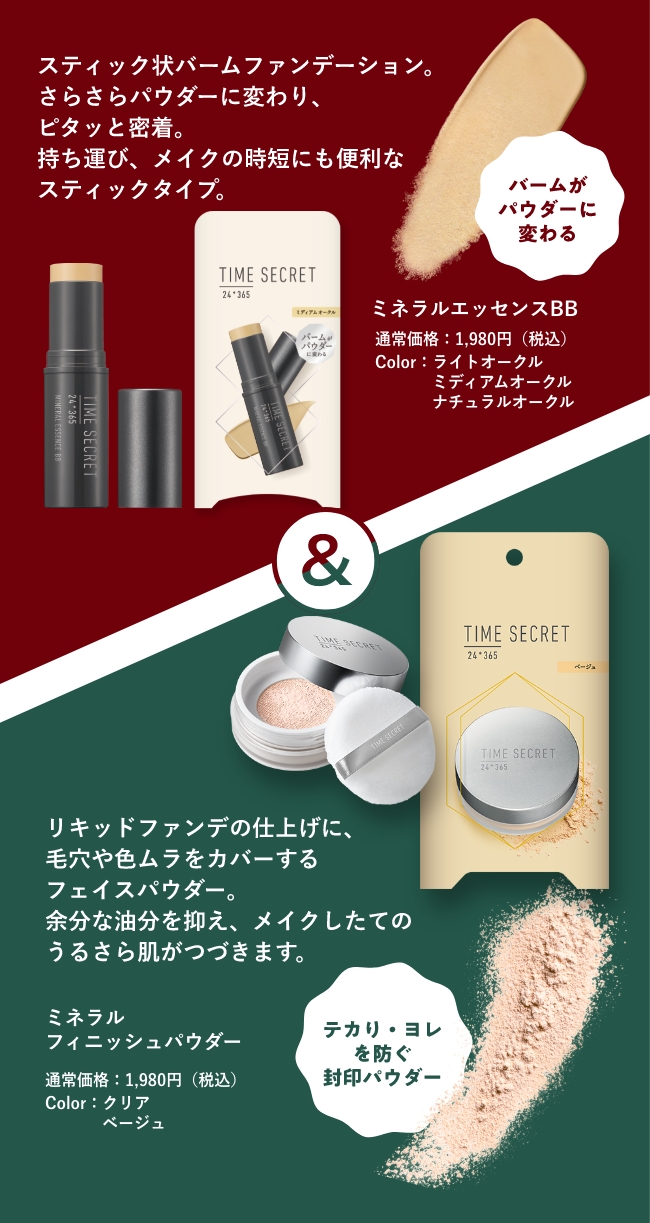 スティック状バームファンデーション。
さらさらパウダーに変わり、
ピタッと密着。
持ち運び、メイクの時短にも便利な
スティックタイプ。
バームが
パウダーに
変わる
TIME SECRET
24*365
ミディアムオークル
バームが
パウダー
に変わる
TIME SECRET
24*365
MINERAL ESSENCE BB
ミネラルエッセンスBB
通常価格：1,980円（税込）
Color：ライトオークル
ミディアムオークル
ナチュラルオークル
&
TIME SECRET
24*365
ベージュ
TIME SECRET
24*365
TIME SECRET
TIME SECRET
24*365
リキッドファンデの仕上げに、
毛穴や色ムラをカバーする
フェイスパウダー。
余分な油分を抑え、メイクしたての
うるさら肌がつづきます。
ミネラル
フィニッシュパウダー
通常価格：1,980円（税込）
Color：クリア
ベージュ
テカり・ヨレ
を防ぐ
封印パウダー